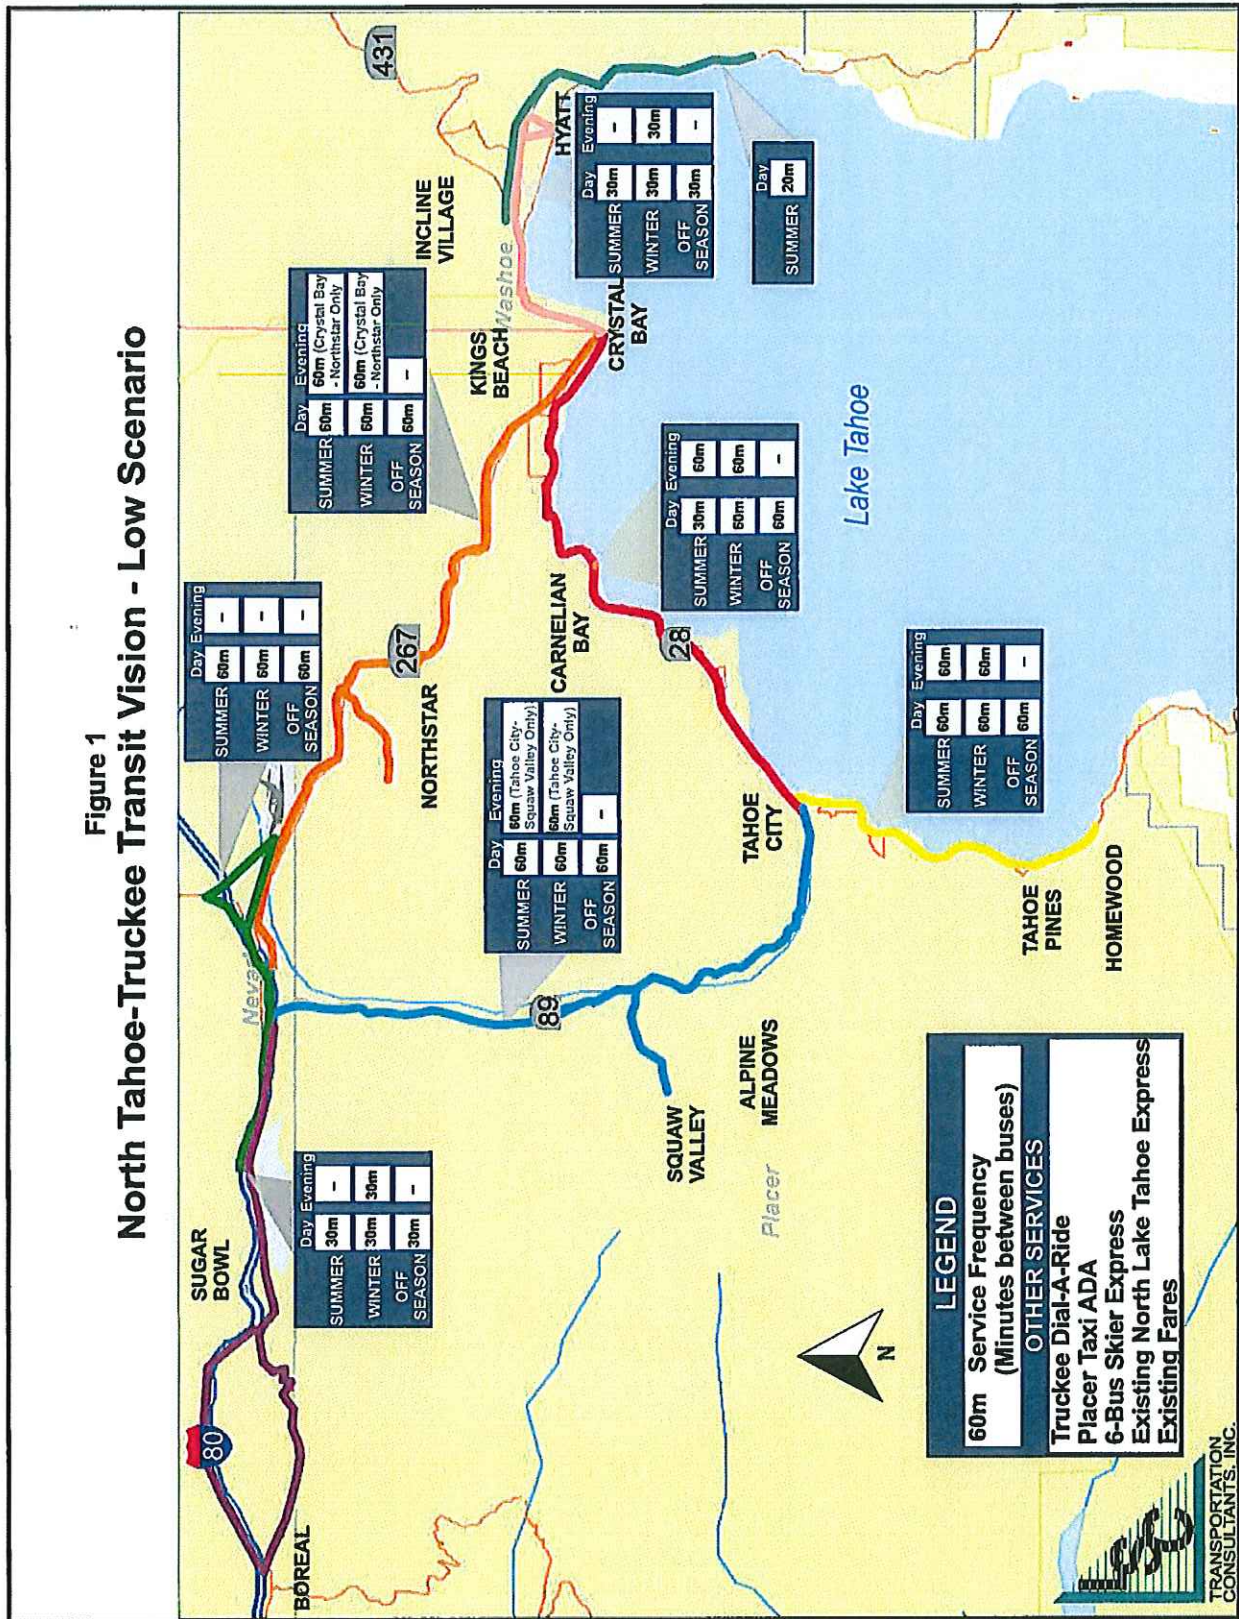 Figure 1
North Tahoe-Truckee Transit Vision - Low Scenario
80
BOREAL
SUGAR
BOWL
Day Evening
SUMMER 30m –
WINTER 30m 30m
OFF
SEASON 30m –
Day Evening
SUMMER 60m –
WINTER 60m –
OFF
SEASON 60m –
267
NORTHSTAR
Day Evening
SUMMER 60m 60m (Crystal Bay
- Northstar Only
WINTER 60m 60m (Crystal Bay
- Northstar Only
OFF
SEASON 60m –
431
INCLINE
VILLAGE
Washoe
KINGS
BEACH
CRYSTAL
BAY
HYATT
Day Evening
SUMMER 30m –
WINTER 30m 30m
OFF
SEASON 30m –
Day
SUMMER 20m
89
Day Evening
SUMMER 60m 60m (Tahoe City-
Squaw Valley Only)
WINTER 60m 60m (Tahoe City-
Squaw Valley Only)
OFF
SEASON 60m –
CARNELIAN
BAY
28
Day Evening
SUMMER 30m 60m
WINTER 60m 60m
OFF
SEASON 60m –
Lake Tahoe
SQUAW
VALLEY
ALPINE
MEADOWS
Placer
TAHOE
CITY
Day Evening
SUMMER 60m 60m
WINTER 60m 60m
OFF
SEASON 60m –
TAHOE
PINES
HOMEWOOD
N
LEGEND
60m Service Frequency
(Minutes between buses)
OTHER SERVICES
Truckee Dial-A-Ride
Placer Taxi ADA
6-Bus Skier Express
Existing North Lake Tahoe Express
Existing Fares
LSC
TRANSPORTATION
CONSULTANTS, INC.